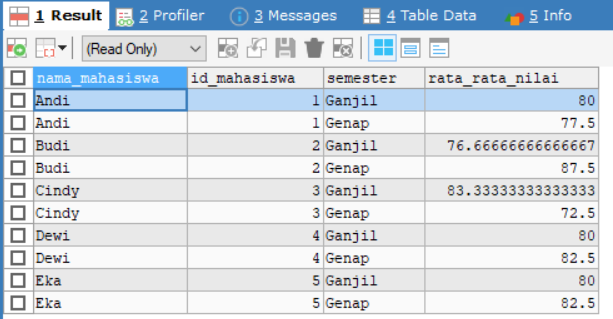 1 Result 2 Profiler 3 Messages 4 Table Data 5 Info
(Read Only)
nama_mahasiswa id_mahasiswa semester rata_rata_nilai
Andi 1 Ganjil 80
Andi 1 Genap 77.5
Budi 2 Ganjil 76.66666666666667
Budi 2 Genap 87.5
Cindy 3 Ganjil 83.33333333333333
Cindy 3 Genap 72.5
Dewi 4 Ganjil 80
Dewi 4 Genap 82.5
Eka 5 Ganjil 80
Eka 5 Genap 82.5